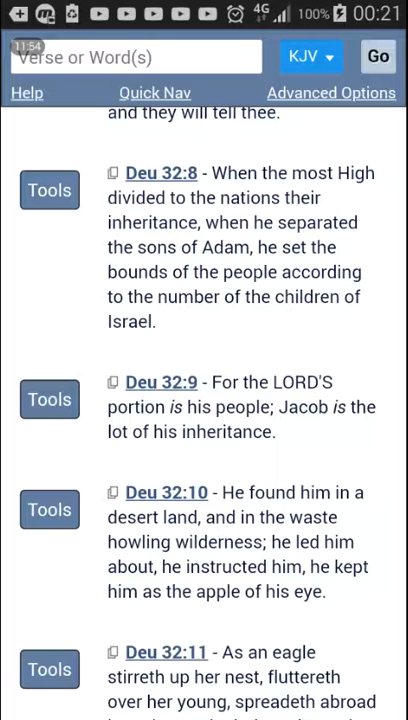 4G 100% 00:21
11:54
Verse or Word(s) KJV Go
Help Quick Nav Advanced Options
and they will tell thee.
Tools
Deu 32:8 - When the most High
divided to the nations their
inheritance, when he separated
the sons of Adam, he set the
bounds of the people according
to the number of the children of
Israel.
Tools
Deu 32:9 - For the LORD'S
portion is his people; Jacob is the
lot of his inheritance.
Tools
Deu 32:10 - He found him in a
desert land, and in the waste
howling wilderness; he led him
about, he instructed him, he kept
him as the apple of his eye.
Tools
Deu 32:11 - As an eagle
stirreth up her nest, fluttereth
over her young, spreadeth abroad